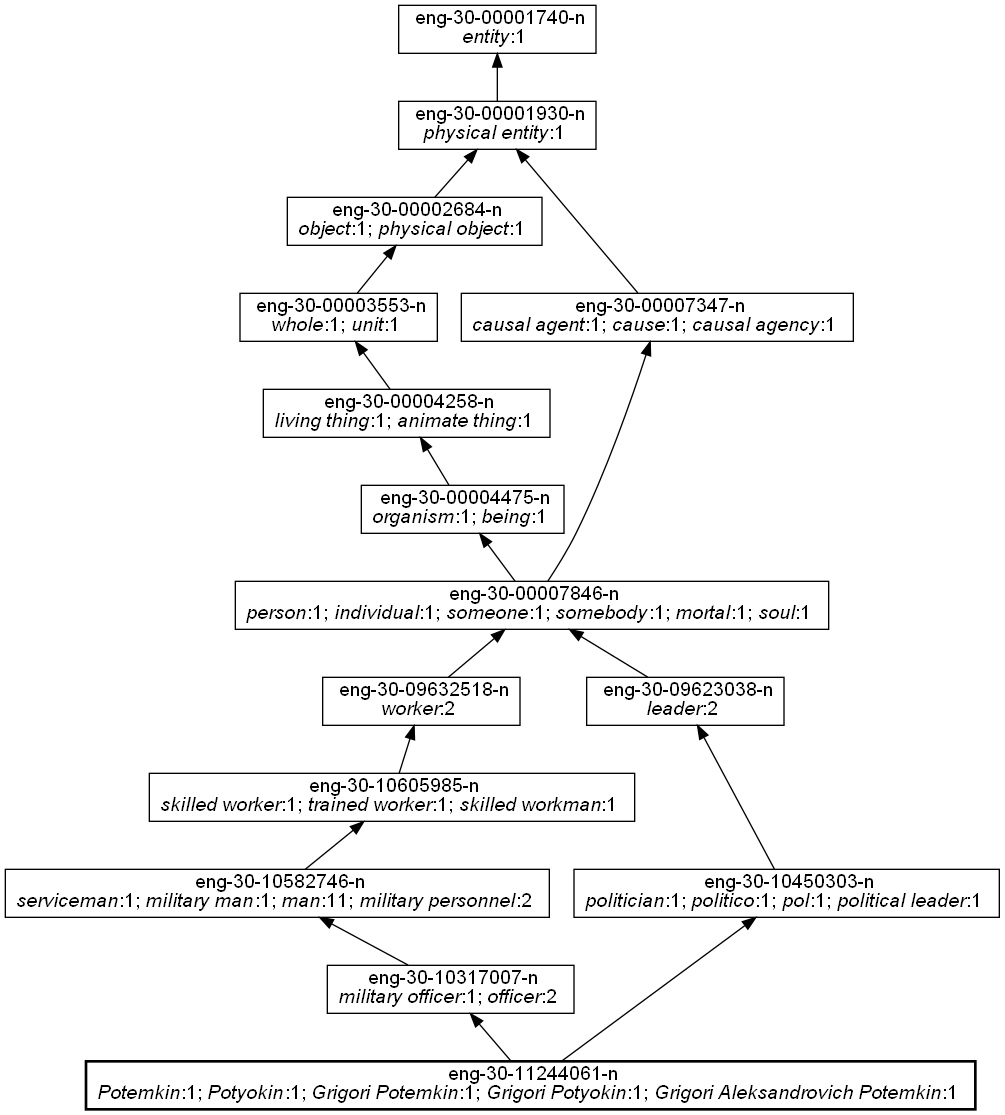 eng-30-00001740-n
entity:1
eng-30-00001930-n
physical entity:1
eng-30-00002684-n
object:1; physical object:1
eng-30-00003553-n
whole:1; unit:1
eng-30-00007347-n
causal agent:1; cause:1; causal agency:1
eng-30-00004258-n
living thing:1; animate thing:1
eng-30-00004475-n
organism:1; being:1
eng-30-00007846-n
person:1; individual:1; someone:1; somebody:1; mortal:1; soul:1
eng-30-09632518-n
worker:2
eng-30-09623038-n
leader:2
eng-30-10605985-n
skilled worker:1; trained worker:1; skilled workman:1
eng-30-10582746-n
serviceman:1; military man:1; man:11; military personnel:2
eng-30-10450303-n
politician:1; politico:1; pol:1; political leader:1
eng-30-10317007-n
military officer:1; officer:2
eng-30-11244061-n
Potemkin:1; Potyokin:1; Grigori Potemkin:1; Grigori Potyokin:1; Grigori Aleksandrovich Potemkin:1